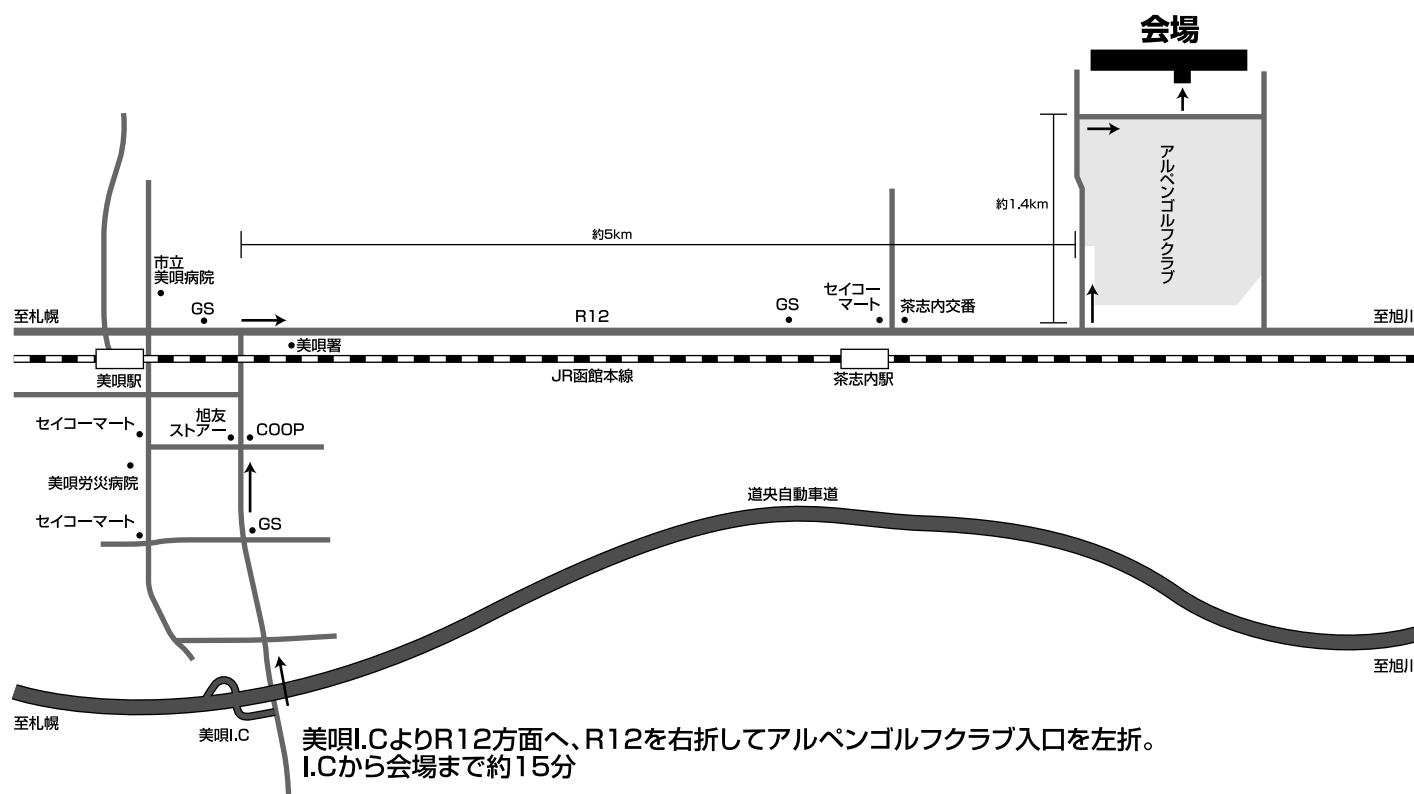 会場
アルペンゴルフクラブ
約1.4km
約5km
市立
美唄病院
GS
セイコー
マート
茶志内交番
GS
至札幌
R12
至旭川
美唄署
美唄駅
JR函館本線
茶志内駅
セイコーマート
旭友
ストアー
COOP
美唄労災病院
道央自動車道
セイコーマート
GS
至旭川
至札幌
美唄I.C
美唄I.CよりR12方面へ、R12を右折してアルペンゴルフクラブ入口を左折。
I.Cから会場まで約15分